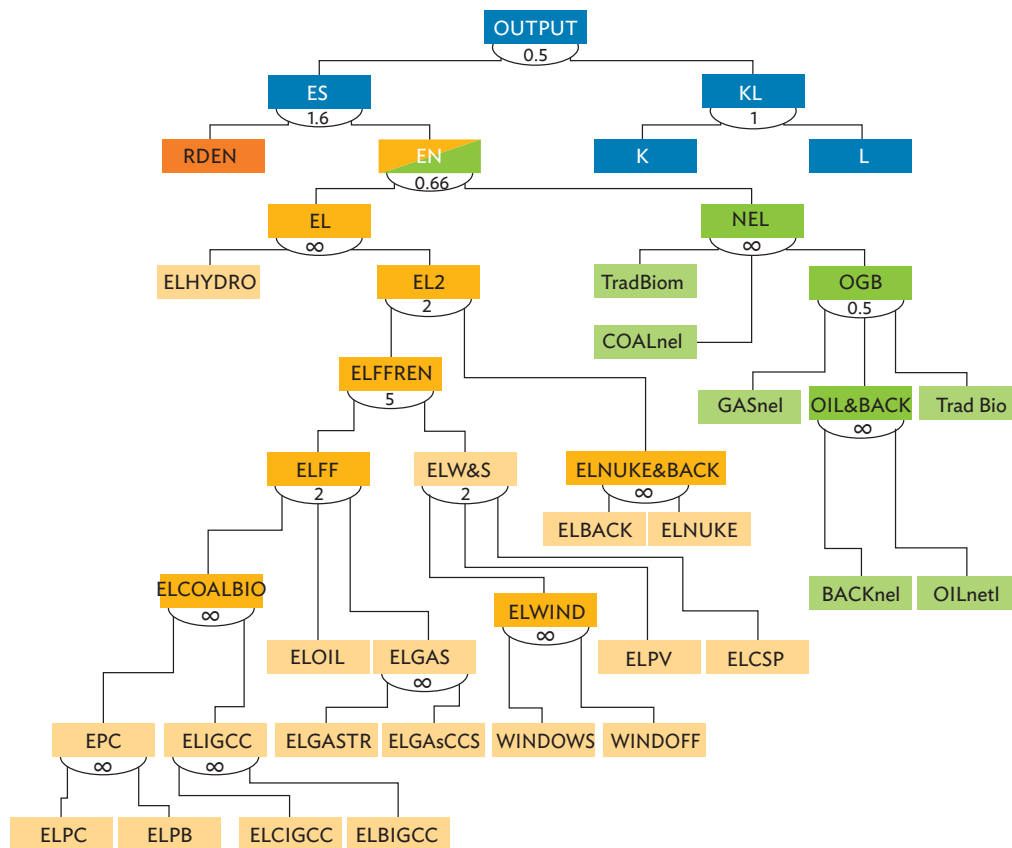 OUTPUT
0.5
ES
KL
1.6
1
RDEN
EN
K
L
0.66
EL
NEL
∞
∞
ELHYDRO
EL2
TradBiom
OGB
2
0.5
COALnel
ELFFREN
5
GASnel
OIL&BACK
Trad Bio
∞
ELFF
ELW&S
ELNUKE&BACK
2
2
∞
ELBACK
ELNUKE
ELCOALBIO
∞
BACKnel
OILnetl
ELWIND
∞
ELOIL
ELGAS
ELPV
ELCSP
∞
EPC
ELIGCC
ELGASTR
ELGAsCCS
WINDOWS
WINDOFF
∞
∞
ELPC
ELPB
ELCIGCC
ELBIGCC